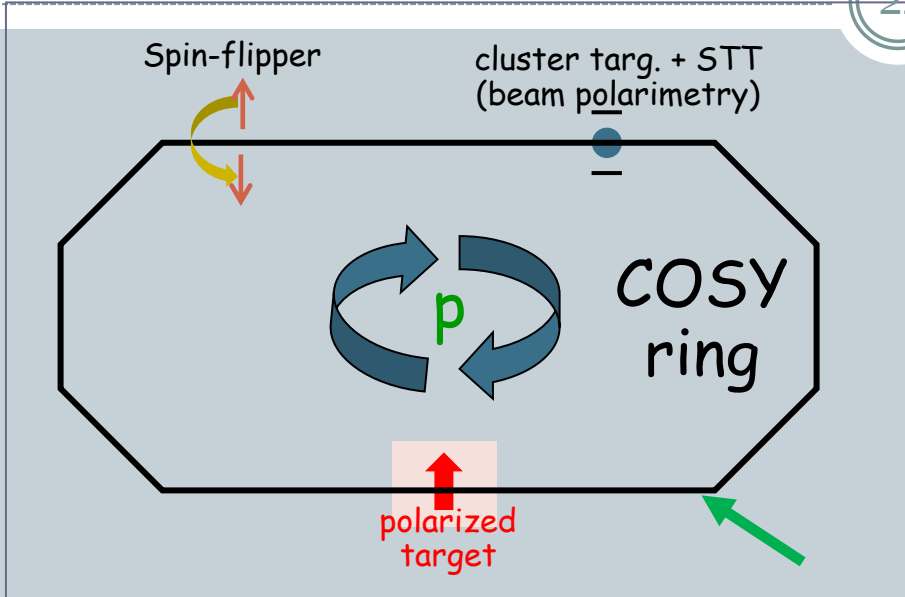 Spin-flipper
cluster targ. + STT
(beam polarimetry)
COSY
ring
p
polarized
target